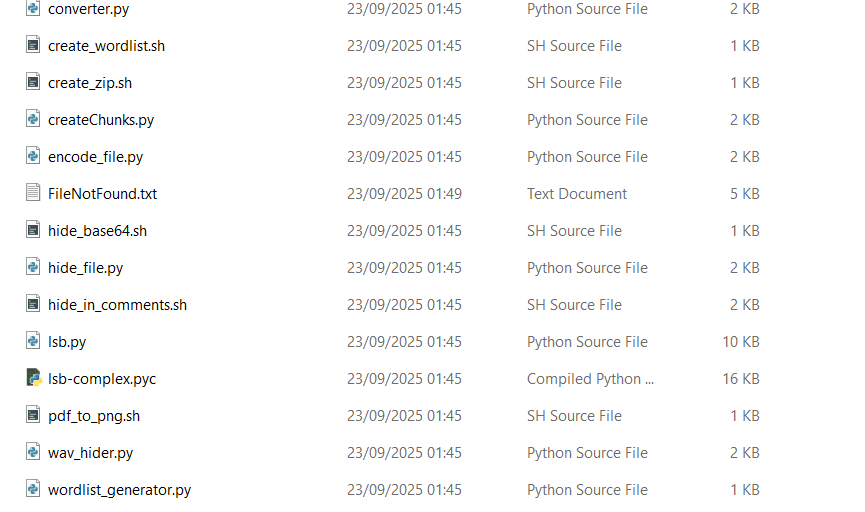 converter.py 23/09/2025 01:45 Python Source File 2 KB
create_wordlist.sh 23/09/2025 01:45 SH Source File 1 KB
create_zip.sh 23/09/2025 01:45 SH Source File 1 KB
createChunks.py 23/09/2025 01:45 Python Source File 2 KB
encode_file.py 23/09/2025 01:45 Python Source File 2 KB
FileNotFound.txt 23/09/2025 01:49 Text Document 5 KB
hide_base64.sh 23/09/2025 01:45 SH Source File 1 KB
hide_file.py 23/09/2025 01:45 Python Source File 2 KB
hide_in_comments.sh 23/09/2025 01:45 SH Source File 2 KB
lsb.py 23/09/2025 01:45 Python Source File 10 KB
lsb-complex.pyc 23/09/2025 01:45 Compiled Python ... 16 KB
pdf_to_png.sh 23/09/2025 01:45 SH Source File 1 KB
wav_hider.py 23/09/2025 01:45 Python Source File 2 KB
wordlist_generator.py 23/09/2025 01:45 Python Source File 1 KB